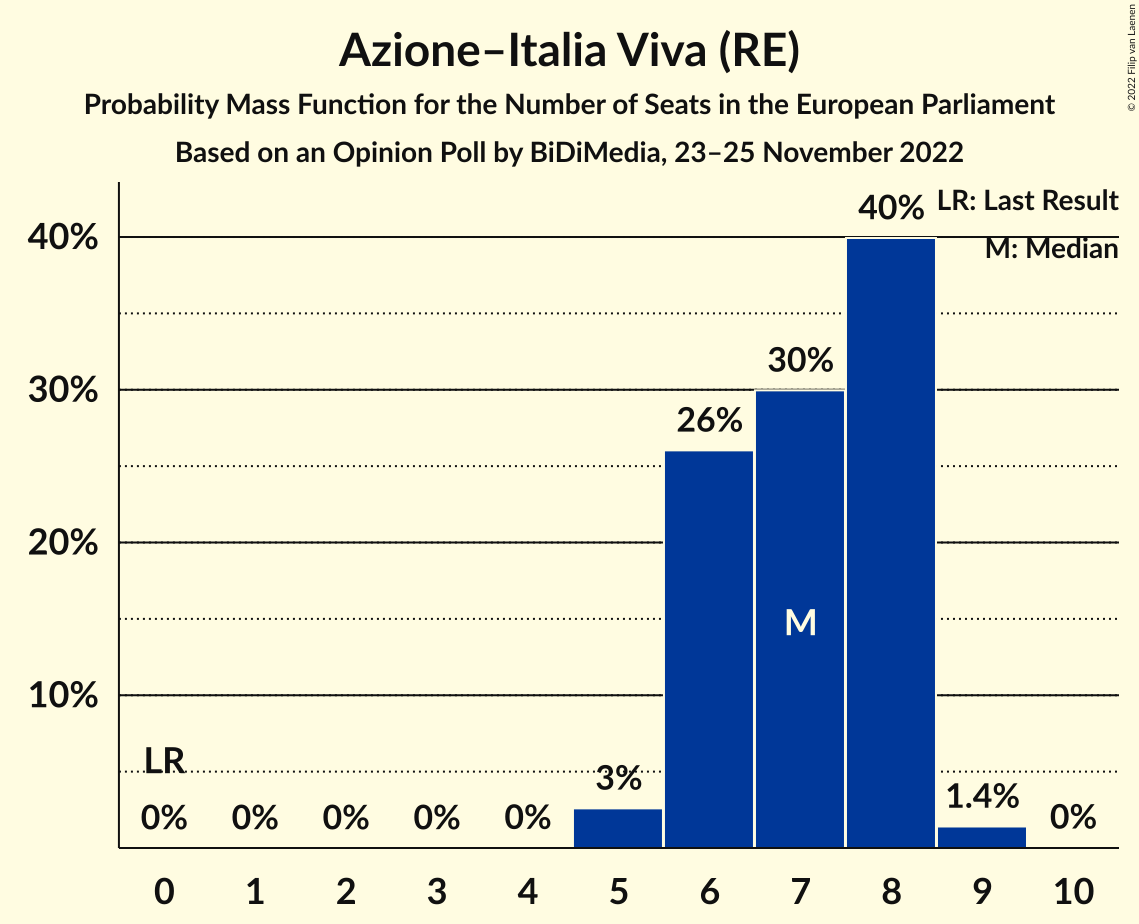 © 2022 Filip van Laenen
Azione–Italia Viva (RE)
Probability Mass Function for the Number of Seats in the European Parliament
Based on an Opinion Poll by BiDiMedia, 23–25 November 2022
LR: Last Result
M: Median
40%
30%
20%
10%
40%
30%
26%
M
LR
0%
0%
0%
0%
0%
3%
1.4%
0%
0 1 2 3 4 5 6 7 8 9 10